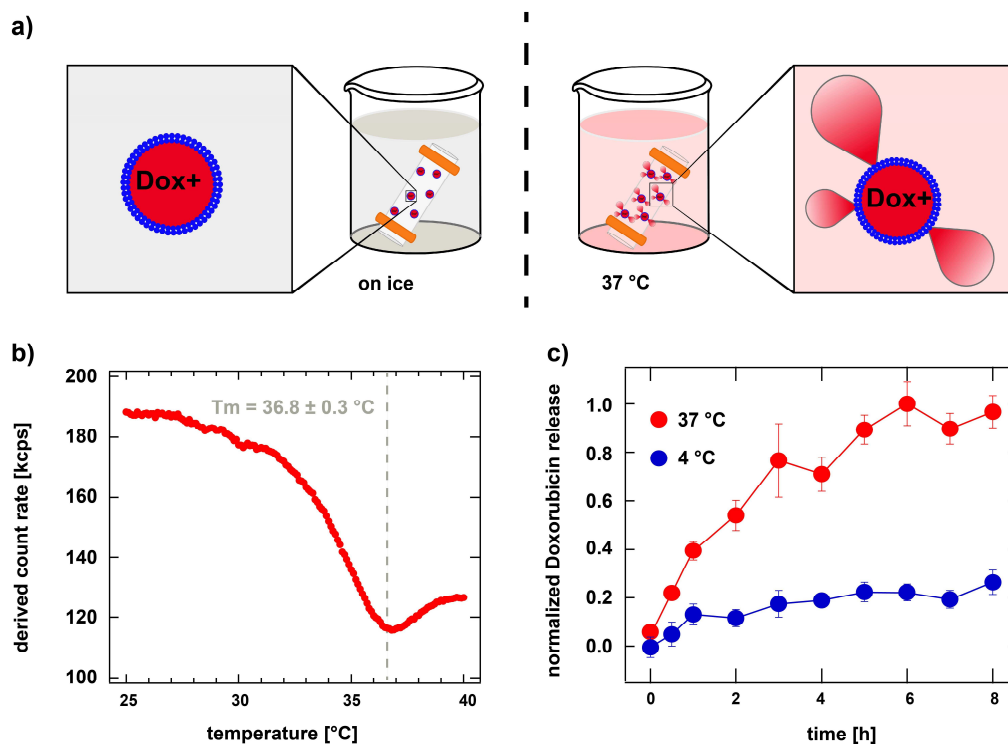 a)
Dox+
on ice
37 °C
Dox+
b)
derived count rate [kcps]
200
180
160
140
120
100
Tm = 36.8 ± 0.3 °C
25
30
35
40
temperature [°C]
c)
normalized Doxorubicin release
1.0
0.8
0.6
0.4
0.2
0.0
37 °C
4 °C
0
2
4
6
8
time [h]